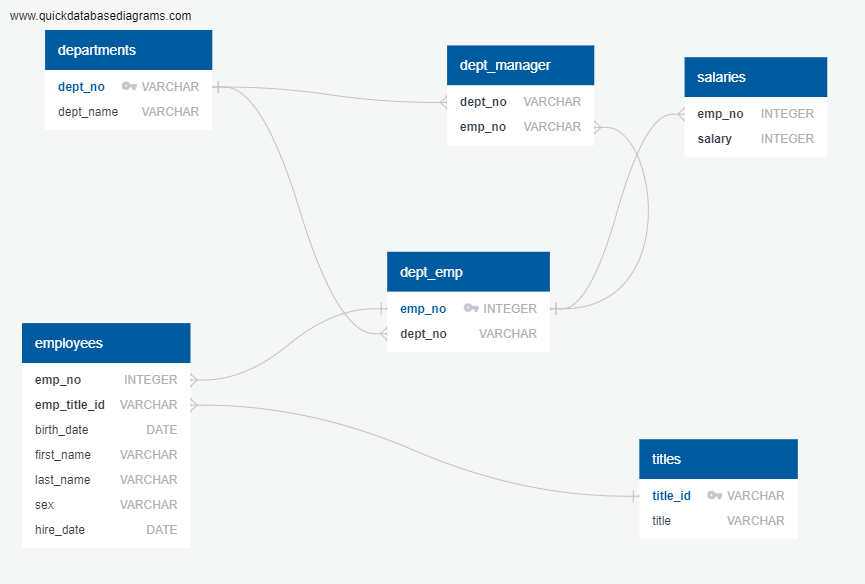 www.quickdatabasediagrams.com
departments
dept_no VARCHAR
dept_name VARCHAR
dept_manager
dept_no VARCHAR
emp_no VARCHAR
salaries
emp_no INTEGER
salary INTEGER
dept_emp
emp_no INTEGER
dept_no VARCHAR
employees
emp_no INTEGER
emp_title_id VARCHAR
birth_date DATE
first_name VARCHAR
last_name VARCHAR
sex VARCHAR
hire_date DATE
titles
title_id VARCHAR
title VARCHAR